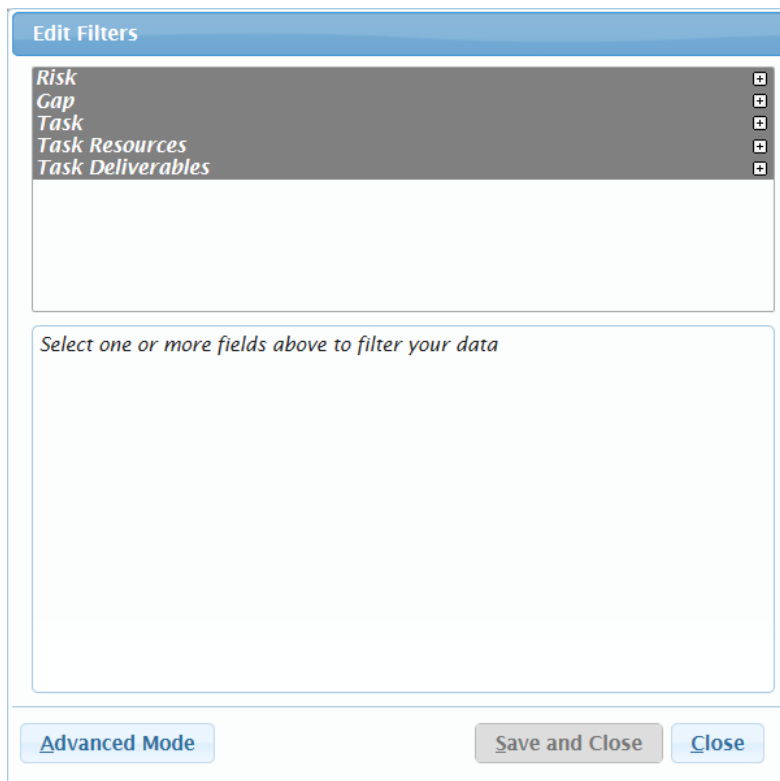 Edit Filters
Risk
Gap
Task
Task Resources
Task Deliverables
Select one or more fields above to filter your data
Advanced Mode Save and Close Close